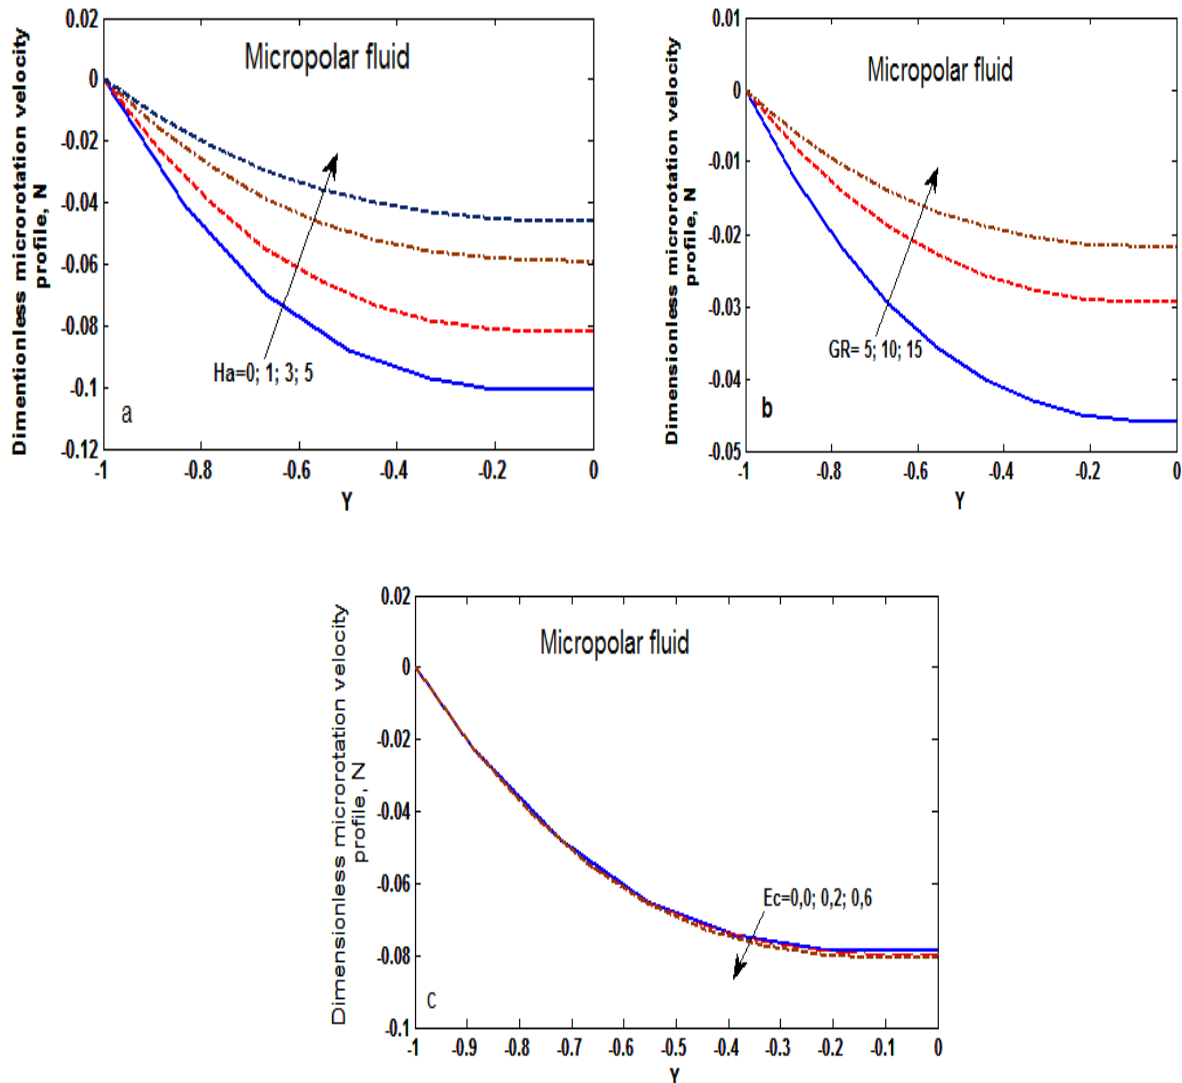 Micropolar fluid
Dimentionless microrotation velocity
profile, N
0.02
0
-0.02
-0.04
-0.06
-0.08
-0.1
-0.12
Ha=0; 1; 3; 5
a
-1 -0.8 -0.6 -0.4 -0.2 0
Y
Micropolar fluid
Dimensionless microrotation velocity
profile, N
0.01
0
-0.01
-0.02
-0.03
-0.04
-0.05
GR= 5; 10; 15
b
-1 -0.8 -0.6 -0.4 -0.2 0
Y
Micropolar fluid
Dimensionless microrotation velocity
profile, N
0.02
0
-0.02
-0.04
-0.06
-0.08
-0.1
Ec=0,0; 0,2; 0,6
c
-1 -0.9 -0.8 -0.7 -0.6 -0.5 -0.4 -0.3 -0.2 -0.1 0
Y